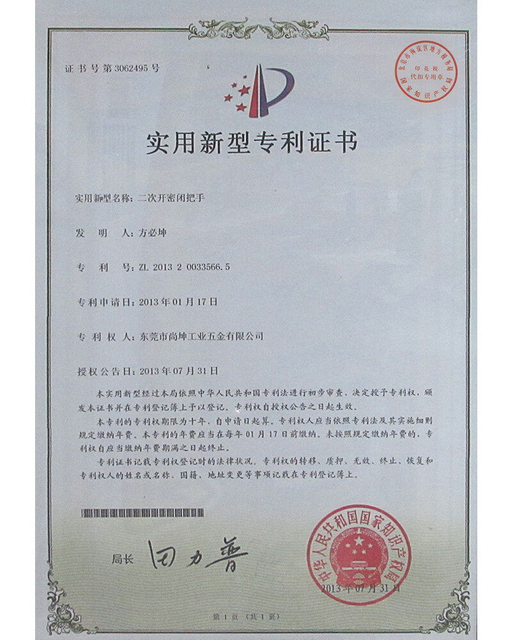 证书号第3062495号
实用新型专利证书
实用新型名称：二次开密闭把手
发明人：方必坤
专利号：ZL 2013 2 0033566.5
专利申请日：2013年01月17日
专利权人：东莞市尚坤工业五金有限公司
授权公告日：2013年07月31日
本实用新型经过本局依照中华人民共和国专利法进行初步审查，决定授予专利权，颁
发本证书并在专利登记簿上予以登记。专利权自授权公告之日起生效。
本专利的专利权期限为十年，自申请日起算。专利权人应当依照专利法及其实施细则
规定缴纳年费。本专利的年费应当在每年01月17日前缴纳。未按照规定缴纳年费的，专
利权自应当缴纳年费期满之日起终止。
专利证书记载专利权登记时的法律状况。专利权的转移、质押、无效、终止、恢复和
专利权人的姓名或名称、国籍、地址变更等事项记载在专利登记簿上。
局长
田力普
中华人民共和国国家知识产权局
2013年07月31日
第1页（共1页）